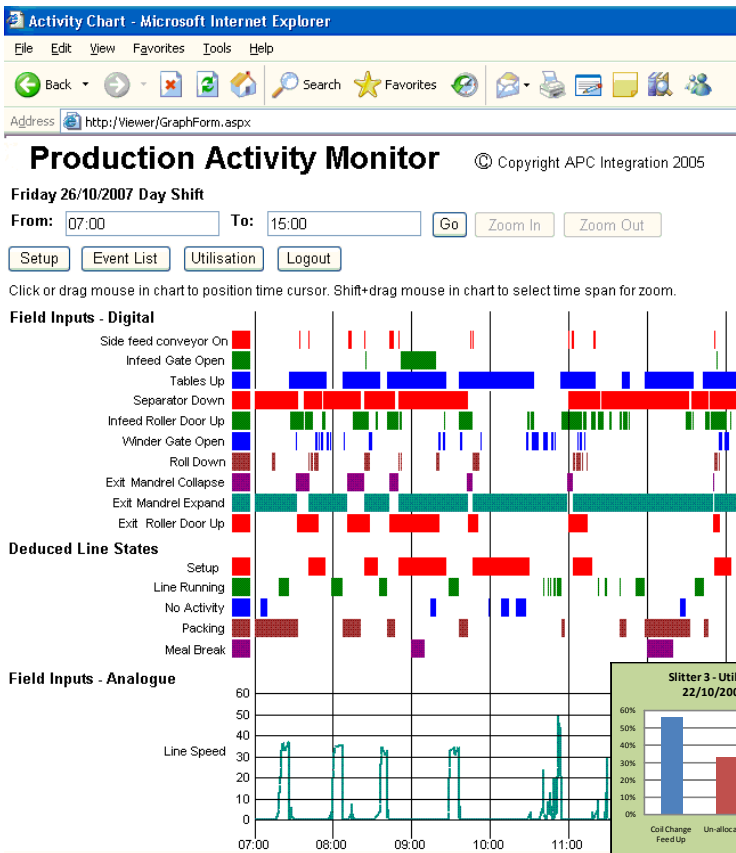 Activity Chart - Microsoft Internet Explorer
File Edit View Favorites Tools Help
Back Search Favorites
Address http://Viewer/GraphForm.aspx
Production Activity Monitor © Copyright APC Integration 2005
Friday 26/10/2007 Day Shift
From: 07:00 To: 15:00 Go Zoom In Zoom Out
Setup Event List Utilisation Logout
Click or drag mouse in chart to position time cursor. Shift+drag mouse in chart to select time span for zoom.
Field Inputs - Digital
Side feed conveyor On
Infeed Gate Open
Tables Up
Separator Down
Infeed Roller Door Up
Winder Gate Open
Roll Down
Exit Mandrel Collapse
Exit Mandrel Expand
Exit Roller Door Up
Deduced Line States
Setup
Line Running
No Activity
Packing
Meal Break
Field Inputs - Analogue
60
50
40
Line Speed 30
20
10
0
07:00 08:00 09:00 10:00 11:00
Slitter 3 - Util
22/10/200
60%
50%
40%
30%
20%
10%
0%
Coil Change Un-alloca
Feed Up